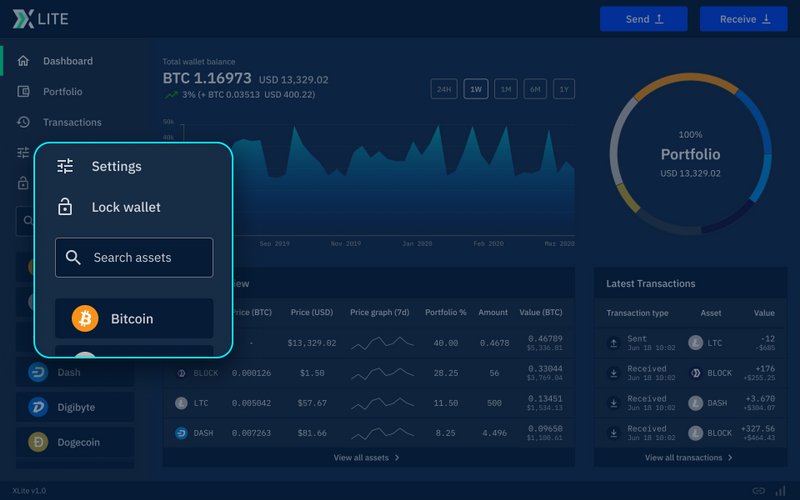 XLITE
Send
Receive
Dashboard
Portfolio
Transactions
Settings
Lock wallet
Search assets
Bitcoin
Dash
Digibyte
Dogecoin
Total wallet balance
BTC 1.16973 USD 13,329.02
3% (+ BTC 0.03513 USD 400.22)
24H 1W 1M 6M 1Y
50k
40k
Sep 2019 Nov 2019 Jan 2020 Feb 2020 Mar 2020
100%
Portfolio
USD 13,329.02
Price (USD) Price graph (7d) Portfolio % Amount Value (BTC)
- $13,329.02 40.00 0.4678 0.46789
$5,336.81
BLOCK 0.000126 $1.50 28.25 56 0.33044
$3,769.04
LTC 0.005042 $57.67 11.50 500 0.13451
$1,534.13
DASH 0.007263 $81.66 8.25 4.496 0.09650
$1,100.61
View all assets
Latest Transactions
Transaction type Asset Value
Sent LTC -12
Jun 18 10:02 -$685
Received BLOCK +176
Jun 18 10:02 +$255.25
Received DASH +3.670
Jun 18 10:02 +$304.07
Received BLOCK +327.56
Jun 18 10:02 +$464.43
View all transactions
XLite v1.0